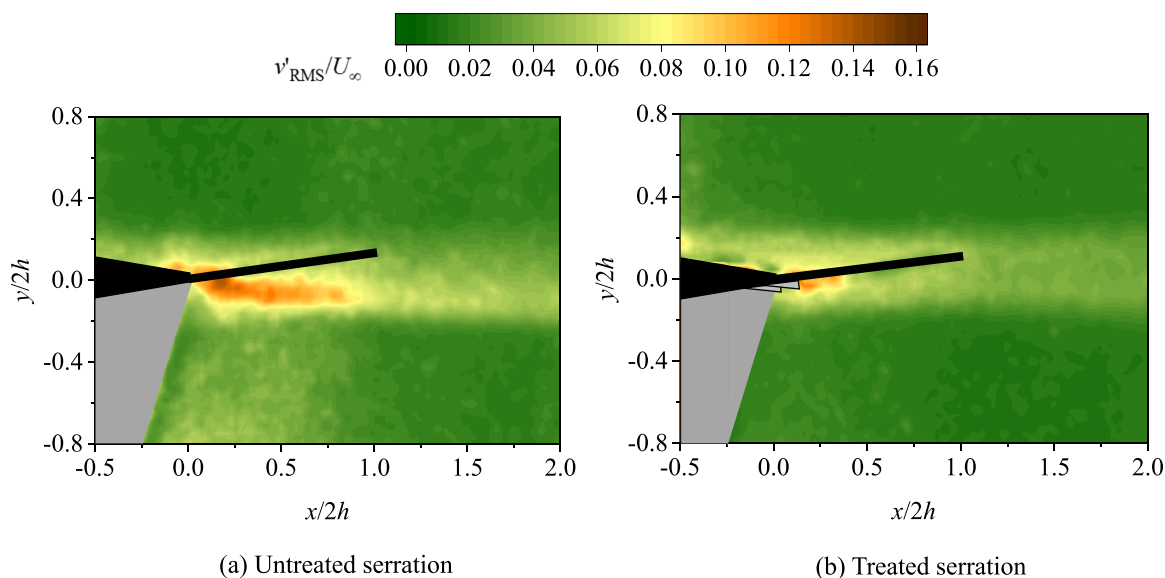 v'RMS/U∞
0.00 0.02 0.04 0.06 0.08 0.10 0.12 0.14 0.16
0.8
0.4
0.0
-0.4
-0.8
y/2h
-0.5 0.0 0.5 1.0 1.5 2.0
x/2h
(a) Untreated serration
0.8
0.4
0.0
-0.4
-0.8
y/2h
-0.5 0.0 0.5 1.0 1.5 2.0
x/2h
(b) Treated serration